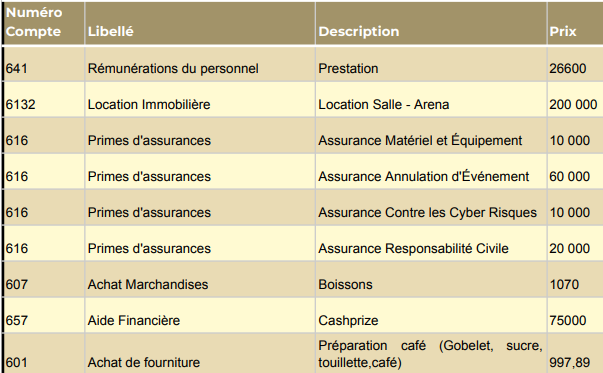 Numéro Compte Libellé Description Prix
641 Rémunérations du personnel Prestation 26600
6132 Location Immobilière Location Salle - Arena 200 000
616 Primes d'assurances Assurance Matériel et Équipement 10 000
616 Primes d'assurances Assurance Annulation d'Événement 60 000
616 Primes d'assurances Assurance Contre les Cyber Risques 10 000
616 Primes d'assurances Assurance Responsabilité Civile 20 000
607 Achat Marchandises Boissons 1070
657 Aide Financière Cashprize 75000
601 Achat de fourniture Préparation café (Gobelet, sucre, touillette,café) 997,89